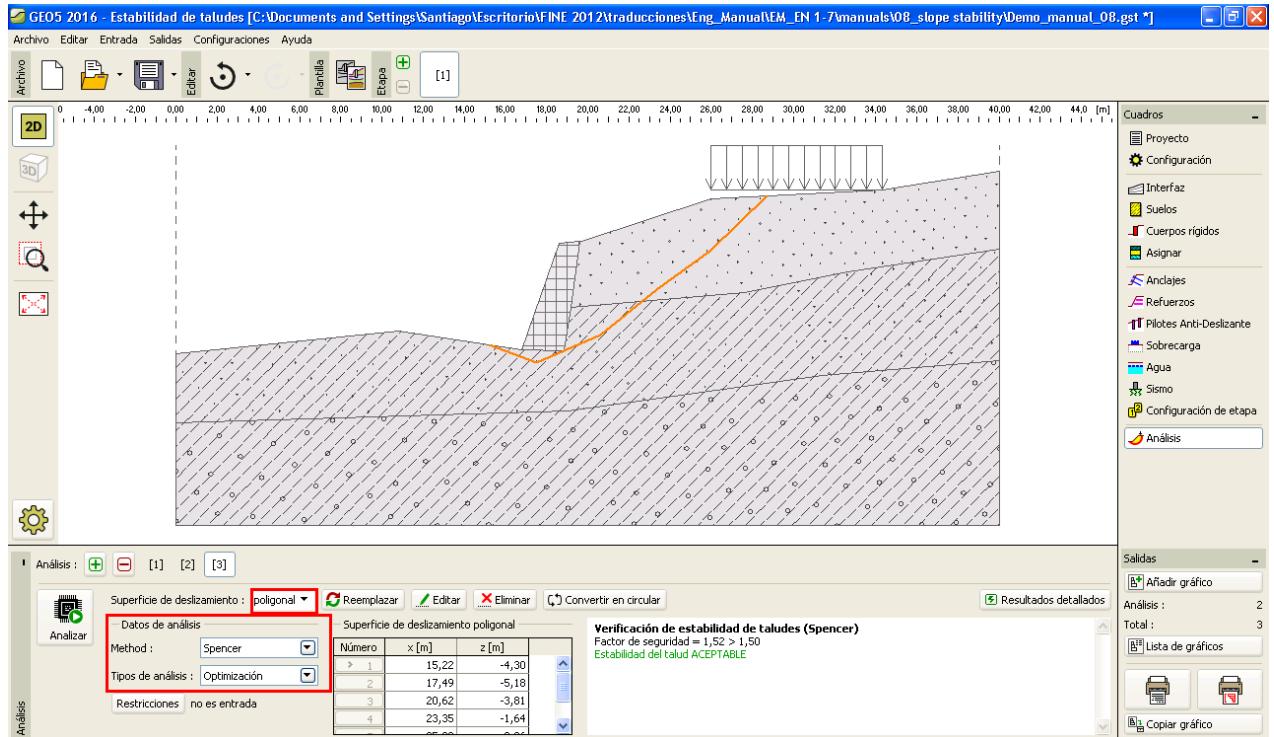 GEO5 2016 - Estabilidad de taludes [C:\Documents and Settings\Santiago\Escritorio\FINE 2012\traducciones\Eng_Manual\EM_EN 1-7\manuals\08_slope stability\Demo_manual_08.gst *]
Archivo Editar Entrada Salidas Configuraciones Ayuda
Archivo
Editar
Plantilla
Etapa
[1]
0 -4,00 -2,00 0,00 2,00 4,00 6,00 8,00 10,00 12,00 14,00 16,00 18,00 20,00 22,00 24,00 26,00 28,00 30,00 32,00 34,00 36,00 38,00 40,00 42,00 44,0 [m]
2D
3D
Cuadros
Proyecto
Configuración
Interfaz
Suelos
Cuerpos rígidos
Asignar
Anclajes
Refuerzos
Pilotes Anti-Deslizante
Sobrecarga
Agua
Sismo
Configuración de etapa
Análisis
Análisis : [1] [2] [3]
Analizar
Superficie de deslizamiento : poligonal Reemplazar Editar Eliminar Convertir en circular Resultados detallados
Datos de análisis
Method : Spencer
Tipos de análisis : Optimización
Restricciones no es entrada
Superficie de deslizamiento poligonal
Número x [m] z [m]
> 1 15,22 -4,30
2 17,49 -5,18
3 20,62 -3,81
4 23,35 -1,64
Verificación de estabilidad de taludes (Spencer)
Factor de seguridad = 1,52 > 1,50
Estabilidad del talud ACEPTABLE
Análisis
Salidas
Añadir gráfico
Análisis : 2
Total : 3
Lista de gráficos
Copiar gráfico